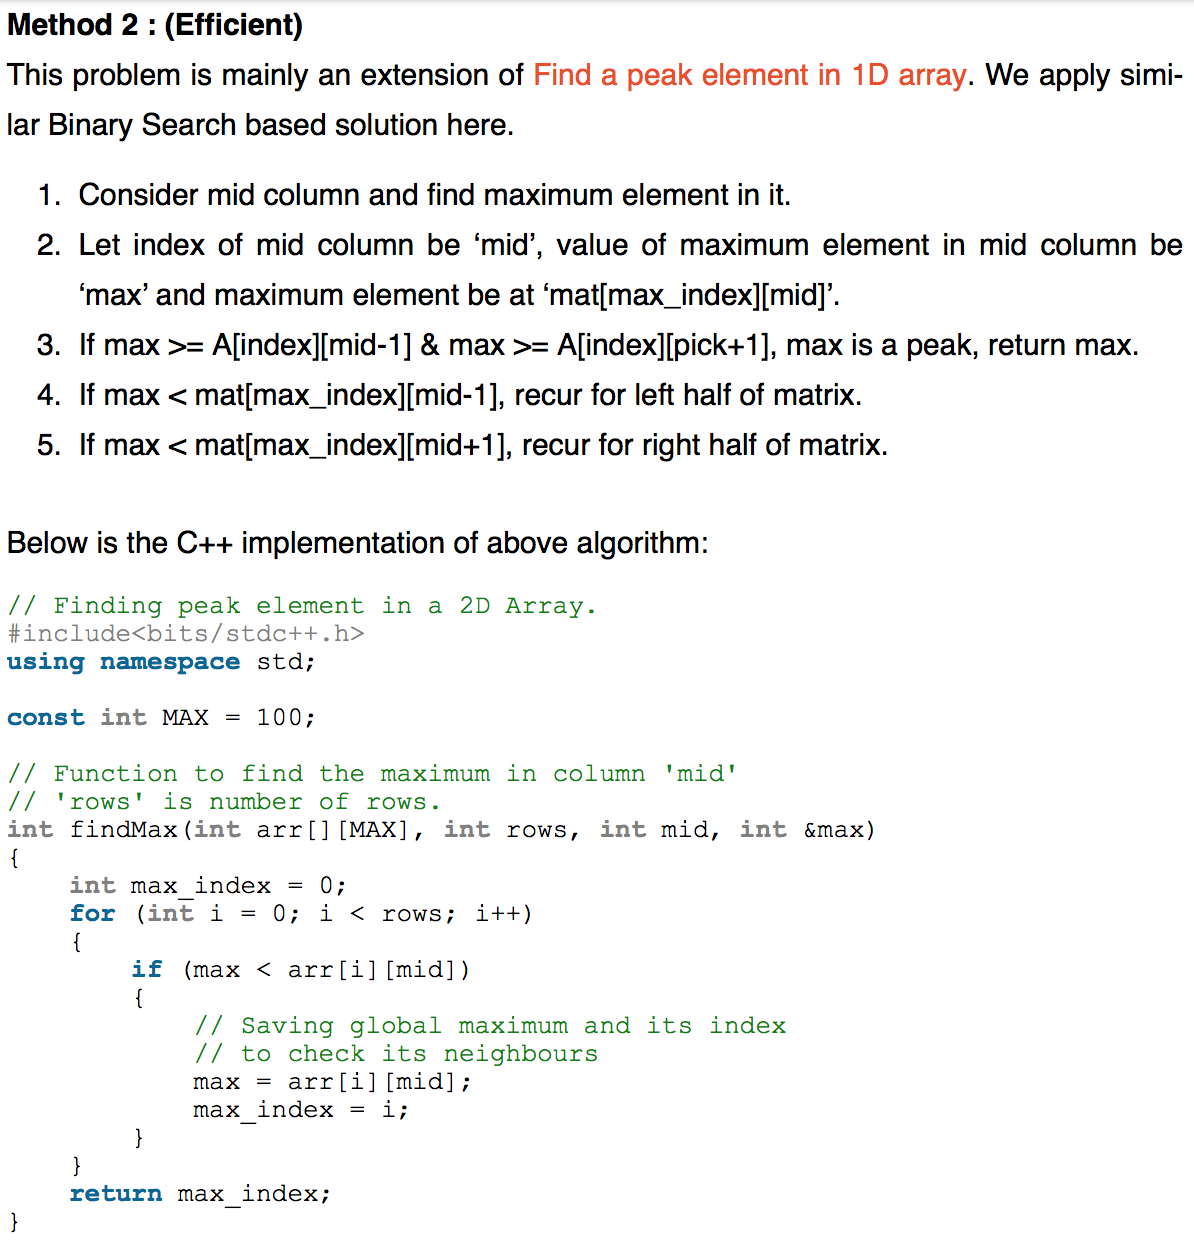 Method 2 : (Efficient)
This problem is mainly an extension of Find a peak element in 1D array. We apply simi-
lar Binary Search based solution here.
1. Consider mid column and find maximum element in it.
2. Let index of mid column be ‘mid’, value of maximum element in mid column be
‘max’ and maximum element be at ‘mat[max_index][mid]’.
3. If max >= A[index][mid-1] & max >= A[index][pick+1], max is a peak, return max.
4. If max < mat[max_index][mid-1], recur for left half of matrix.
5. If max < mat[max_index][mid+1], recur for right half of matrix.
Below is the C++ implementation of above algorithm:
// Finding peak element in a 2D Array.
#include<bits/stdc++.h>
using namespace std;
const int MAX = 100;
// Function to find the maximum in column 'mid'
// 'rows' is number of rows.
int findMax(int arr[][MAX], int rows, int mid, int &max)
{
    int max_index = 0;
    for (int i = 0; i < rows; i++)
    {
        if (max < arr[i][mid])
        {
            // Saving global maximum and its index
            // to check its neighbours
            max = arr[i][mid];
            max_index = i;
        }
    }
    return max_index;
}